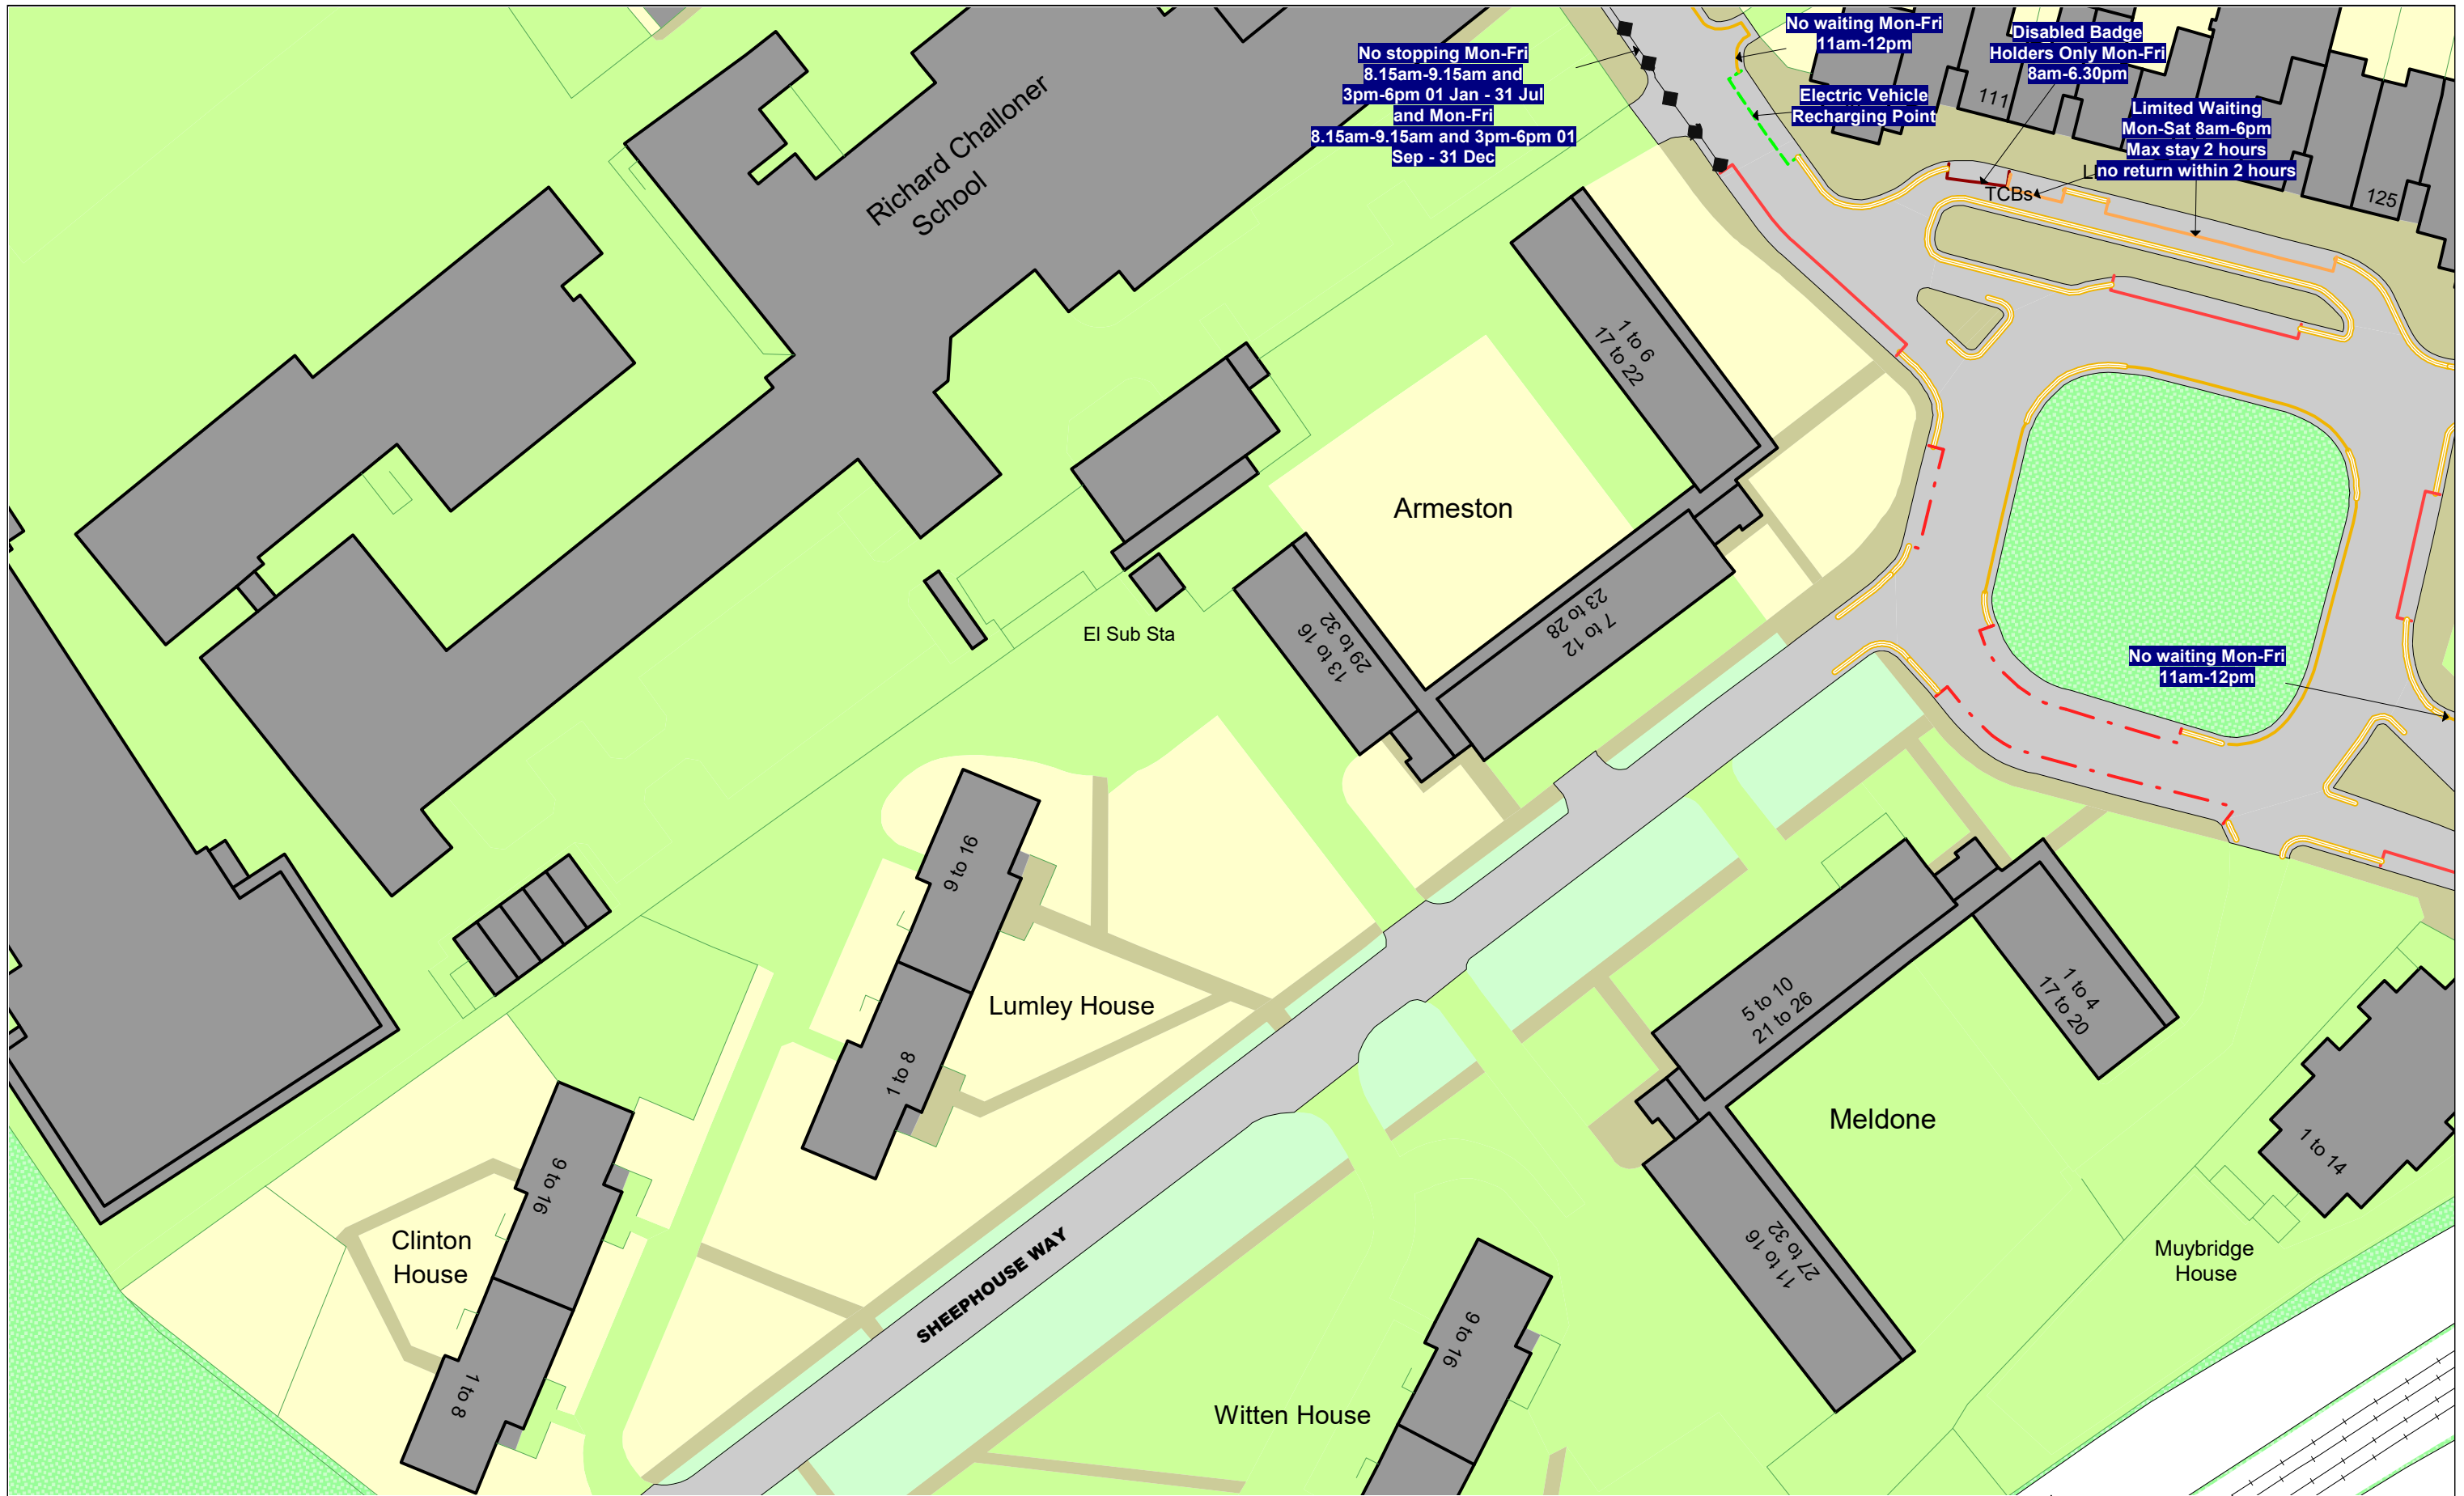 No stopping Mon-Fri
8.15am-9.15am and
3pm-6pm 01 Jan - 31 Jul
and Mon-Fri
8.15am-9.15am and 3pm-6pm 01
Sep - 31 Dec
No waiting Mon-Fri
11am-12pm
Disabled Badge
Holders Only Mon-Fri
8am-6.30pm
Electric Vehicle
Recharging Point
Limited Waiting
Mon-Sat 8am-6pm
Max stay 2 hours
no return within 2 hours
111
125
TCBs
Richard Challoner
School
1 to 6
17 to 22
Armeston
7 to 12
23 to 28
13 to 16
29 to 32
El Sub Sta
No waiting Mon-Fri
11am-12pm
9 to 16
Lumley House
1 to 8
5 to 10
21 to 26
1 to 4
17 to 20
Meldone
1 to 14
11 to 16
27 to 32
Muybridge
House
9 to 16
Clinton
House
1 to 8
SHEEPHOUSE WAY
9 to 16
Witten House